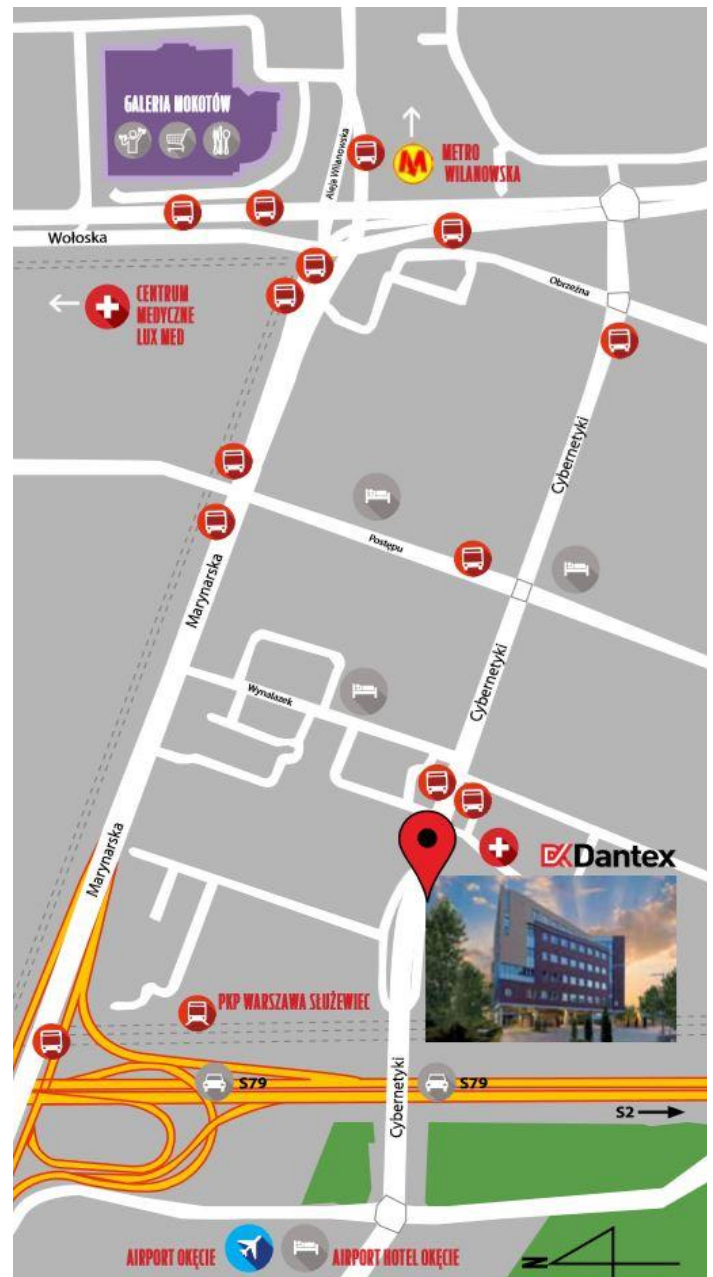 GALERIA MOKOTÓW
Aleja Wilanowska
METRO
WILANOWSKA
Wołoska
Obrzeżna
CENTRUM
MEDYCZNE
LUX MED
Cybernetyki
Postępu
Marynarska
Wynalazek
Cybernetyki
Marynarska
DK Dantex
PKP WARSZAWA SŁUŻEWIEC
S79
S79
S2
Cybernetyki
AIRPORT OKĘCIE
AIRPORT HOTEL OKĘCIE
N